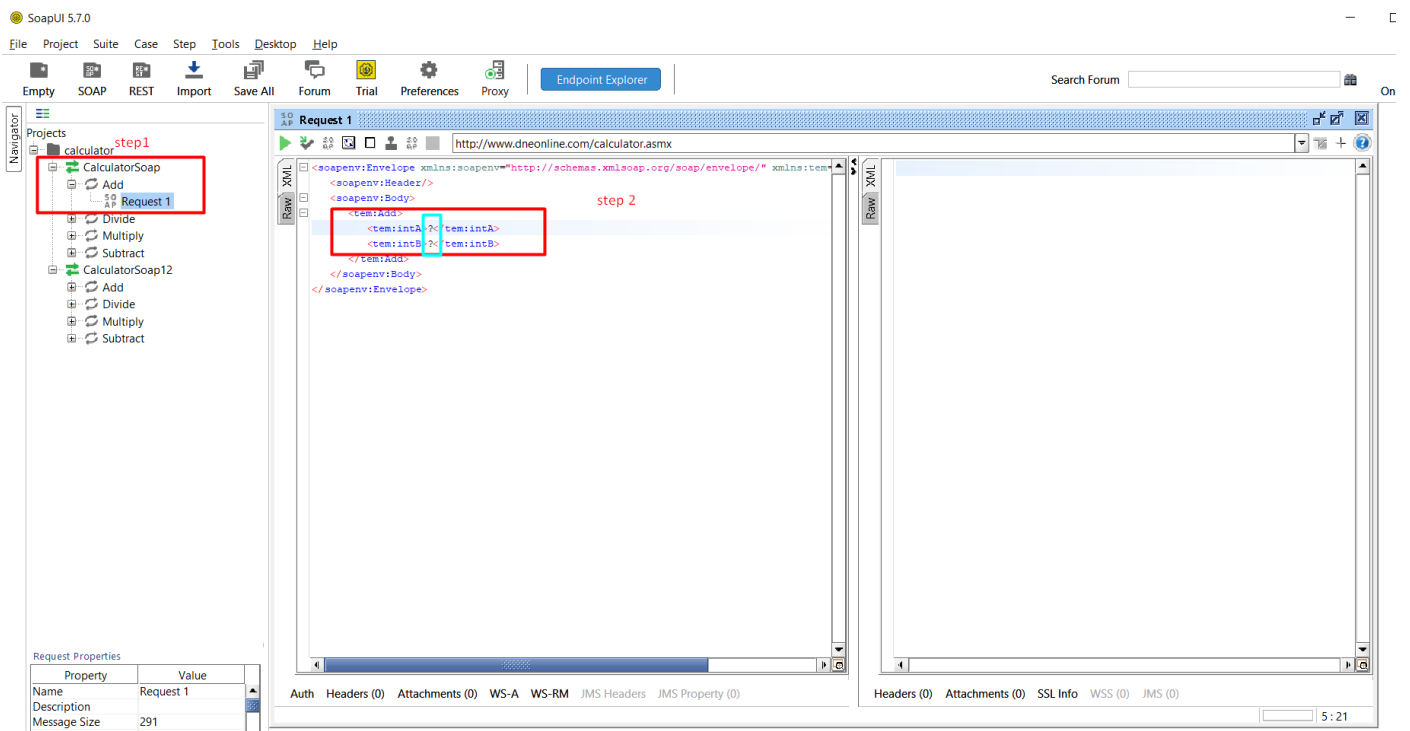 SoapUI 5.7.0
File Project Suite Case Step Tools Desktop Help
Empty SOAP REST Import Save All Forum Trial Preferences Proxy Endpoint Explorer Search Forum On
Navigator
Projects
step1
calculator
CalculatorSoap
Add
SOAP Request 1
Divide
Multiply
Subtract
CalculatorSoap12
Add
Divide
Multiply
Subtract
Request Properties
Property Value
Name Request 1
Description
Message Size 291
SOAP Request 1
http://www.dneonline.com/calculator.asmx
XML
Raw
<soapenv:Envelope xmlns:soapenv="http://schemas.xmlsoap.org/soap/envelope/" xmlns:tem=
<soapenv:Header/>
<soapenv:Body>
step 2
<tem:Add>
<tem:intA>?</tem:intA>
<tem:intB>?</tem:intB>
</tem:Add>
</soapenv:Body>
</soapenv:Envelope>
Auth Headers (0) Attachments (0) WS-A WS-RM JMS Headers JMS Property (0)
XML
Raw
Headers (0) Attachments (0) SSL Info WSS (0) JMS (0)
5 : 21